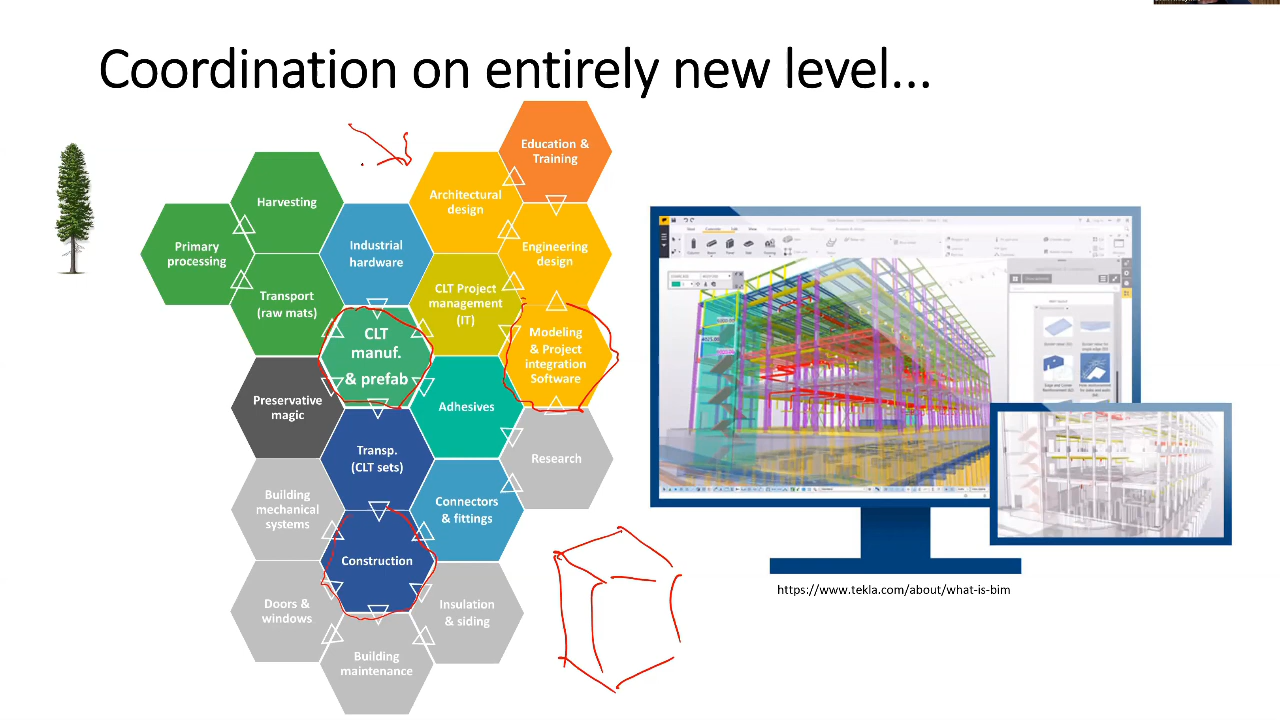 Coordination on entirely new level...
Education &
Training
Harvesting
Architectural
design
Primary
processing
Industrial
hardware
Engineering
design
Transport
(raw mats)
CLT Project
management
(IT)
CLT
manuf.
& prefab
Modeling
& Project
integration
Software
Preservative
magic
Adhesives
Transp.
(CLT sets)
Research
Building
mechanical
systems
Connectors
& fittings
Construction
Doors &
windows
Insulation
& siding
Building
maintenance
https://www.tekla.com/about/what-is-bim